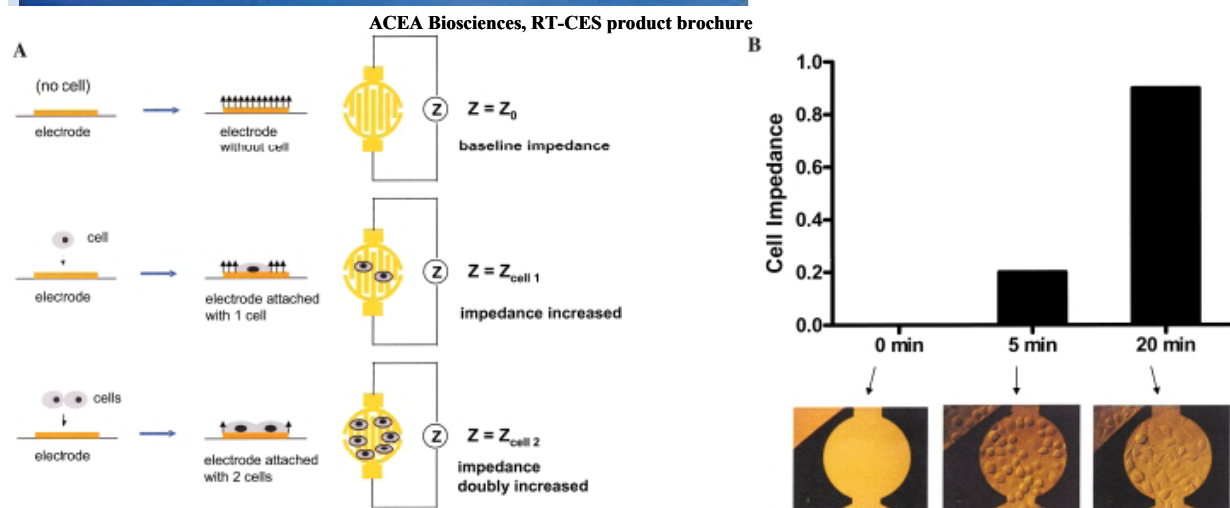 ACEA Biosciences, RT-CES product brochure
A
(no cell)
electrode
electrode
without cell
Z
Z = Z0
baseline impedance
cell
electrode
electrode attached
with 1 cell
Z
Z = Zcell 1
impedance increased
cells
electrode
electrode attached
with 2 cells
Z
Z = Zcell 2
impedance
doubly increased
B
Cell Impedance
1.0
0.8
0.6
0.4
0.2
0.0
0 min
5 min
20 min